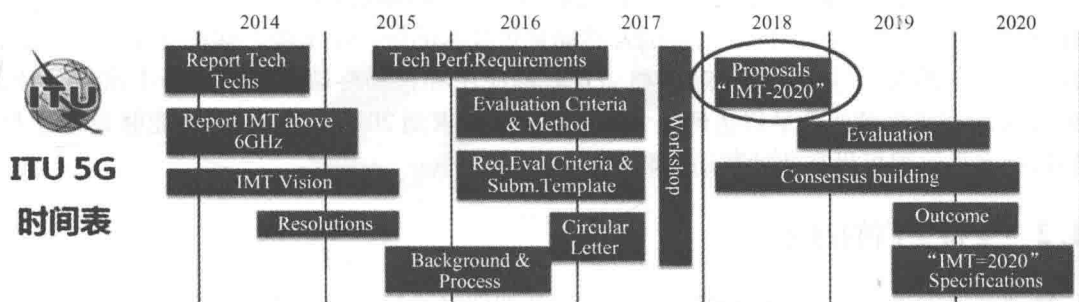 2014 2015 2016 2017 2018 2019 2020
Report Tech
Techs
Tech Perf.Requirements
Proposals
“IMT-2020”
ITU
Evaluation Criteria
& Method
Report IMT above
6GHz
Workshop
Evaluation
ITU 5G
时间表
IMT Vision
Req.Eval Criteria &
Subm.Template
Consensus building
Resolutions
Circular
Letter
Outcome
Background &
Process
“IMT=2020”
Specifications